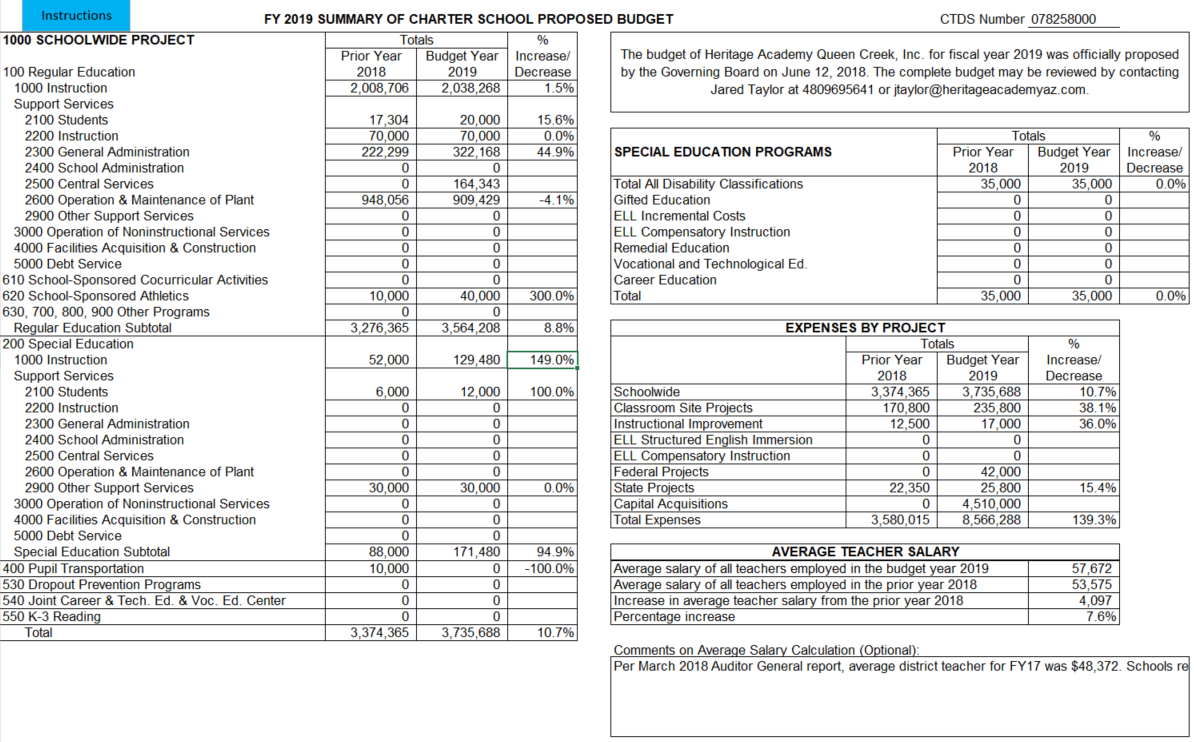 Instructions
FY 2019 SUMMARY OF CHARTER SCHOOL PROPOSED BUDGET
CTDS Number 078258000
1000 SCHOOLWIDE PROJECT Totals %
Prior Year Budget Year Increase/
100 Regular Education 2018 2019 Decrease
1000 Instruction 2,008,706 2,038,268 1.5%
Support Services
2100 Students 17,304 20,000 15.6%
2200 Instruction 70,000 70,000 0.0%
2300 General Administration 222,299 322,168 44.9%
2400 School Administration 0 0
2500 Central Services 0 164,343
2600 Operation & Maintenance of Plant 948,056 909,429 -4.1%
2900 Other Support Services 0 0
3000 Operation of Noninstructional Services 0 0
4000 Facilities Acquisition & Construction 0 0
5000 Debt Service 0 0
610 School-Sponsored Cocurricular Activities 0 0
620 School-Sponsored Athletics 10,000 40,000 300.0%
630, 700, 800, 900 Other Programs 0 0
Regular Education Subtotal 3,276,365 3,564,208 8.8%
200 Special Education
1000 Instruction 52,000 129,480 149.0%
Support Services
2100 Students 6,000 12,000 100.0%
2200 Instruction 0 0
2300 General Administration 0 0
2400 School Administration 0 0
2500 Central Services 0 0
2600 Operation & Maintenance of Plant 0 0
2900 Other Support Services 30,000 30,000 0.0%
3000 Operation of Noninstructional Services 0 0
4000 Facilities Acquisition & Construction 0 0
5000 Debt Service 0 0
Special Education Subtotal 88,000 171,480 94.9%
400 Pupil Transportation 10,000 0 -100.0%
530 Dropout Prevention Programs 0 0
540 Joint Career & Tech. Ed. & Voc. Ed. Center 0 0
550 K-3 Reading 0 0
Total 3,374,365 3,735,688 10.7%
The budget of Heritage Academy Queen Creek, Inc. for fiscal year 2019 was officially proposed
by the Governing Board on June 12, 2018. The complete budget may be reviewed by contacting
Jared Taylor at 4809695641 or jtaylor@heritageacademyaz.com.
Totals %
SPECIAL EDUCATION PROGRAMS Prior Year Budget Year Increase/
2018 2019 Decrease
Total All Disability Classifications 35,000 35,000 0.0%
Gifted Education 0 0
ELL Incremental Costs 0 0
ELL Compensatory Instruction 0 0
Remedial Education 0 0
Vocational and Technological Ed. 0 0
Career Education 0 0
Total 35,000 35,000 0.0%
EXPENSES BY PROJECT
Totals %
Prior Year Budget Year Increase/
2018 2019 Decrease
Schoolwide 3,374,365 3,735,688 10.7%
Classroom Site Projects 170,800 235,800 38.1%
Instructional Improvement 12,500 17,000 36.0%
ELL Structured English Immersion 0 0
ELL Compensatory Instruction 0 0
Federal Projects 0 42,000
State Projects 22,350 25,800 15.4%
Capital Acquisitions 0 4,510,000
Total Expenses 3,580,015 8,566,288 139.3%
AVERAGE TEACHER SALARY
Average salary of all teachers employed in the budget year 2019 57,672
Average salary of all teachers employed in the prior year 2018 53,575
Increase in average teacher salary from the prior year 2018 4,097
Percentage increase 7.6%
Comments on Average Salary Calculation (Optional):
Per March 2018 Auditor General report, average district teacher for FY17 was $48,372. Schools re